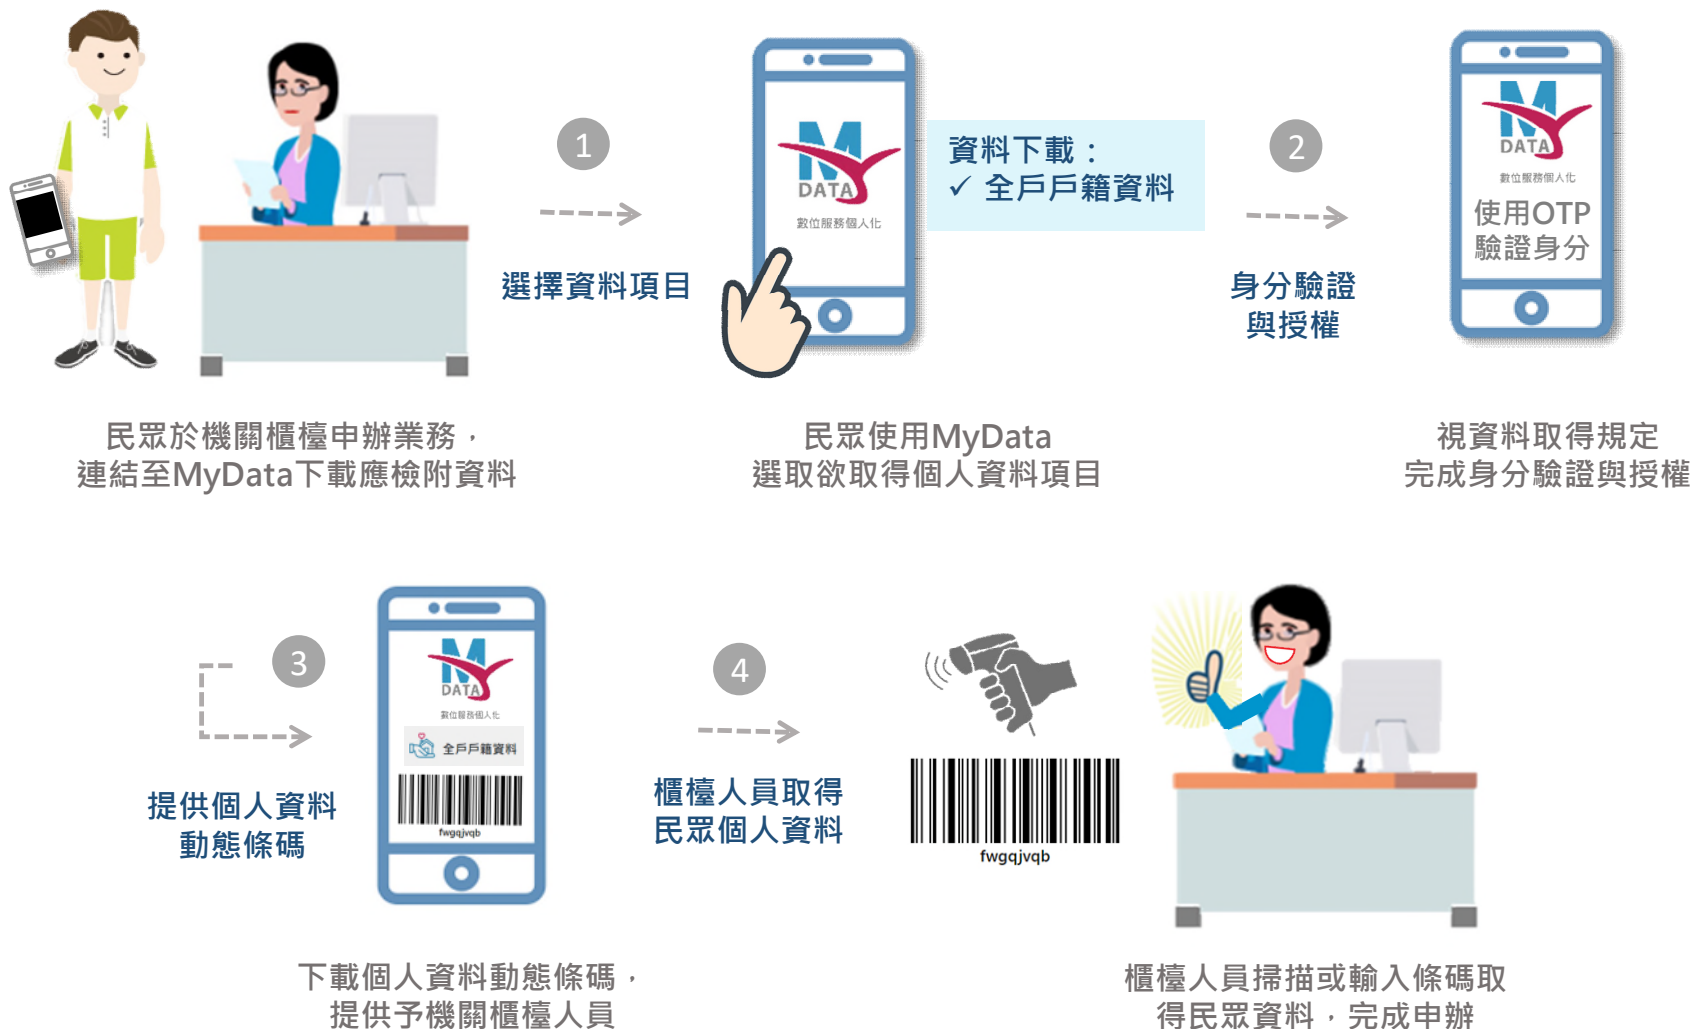 1
選擇資料項目
民眾於機關櫃檯申辦業務，
連結至MyData下載應檢附資料
MY
DATA
數位服務個人化
資料下載：
✓ 全戶戶籍資料
民眾使用MyData
選取欲取得個人資料項目
2
身分驗證
與授權
MY
DATA
數位服務個人化
使用OTP
驗證身分
視資料取得規定
完成身分驗證與授權
3
提供個人資料
動態條碼
MY
DATA
數位服務個人化
全戶戶籍資料
fwgqjvqb
下載個人資料動態條碼，
提供予機關櫃檯人員
4
櫃檯人員取得
民眾個人資料
fwgqjvqb
櫃檯人員掃描或輸入條碼取
得民眾資料，完成申辦